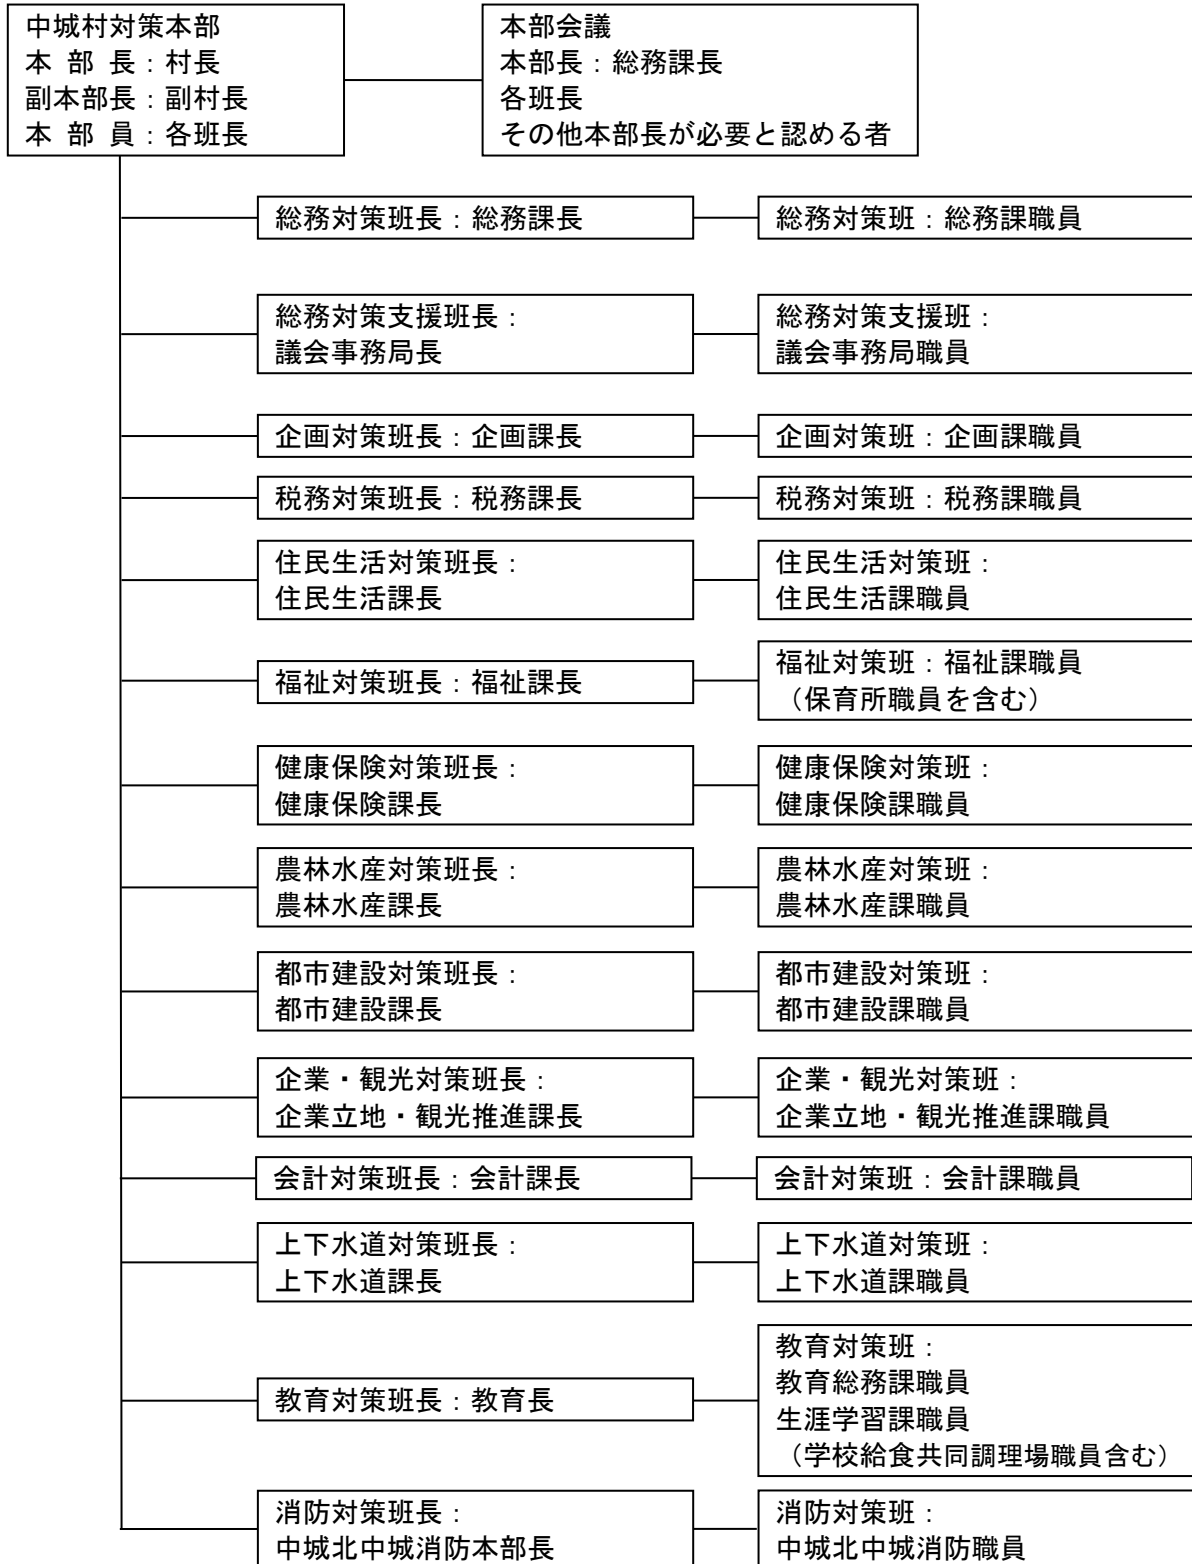 中城村対策本部
本 部 長：村長
副本部長：副村長
本 部 員：各班長
本部会議
本部長：総務課長
各班長
その他本部長が必要と認める者
総務対策班長：総務課長
総務対策班：総務課職員
総務対策支援班長：
議会事務局長
総務対策支援班：
議会事務局職員
企画対策班長：企画課長
企画対策班：企画課職員
税務対策班長：税務課長
税務対策班：税務課職員
住民生活対策班長：
住民生活課長
住民生活対策班：
住民生活課職員
福祉対策班長：福祉課長
福祉対策班：福祉課職員
（保育所職員を含む）
健康保険対策班長：
健康保険課長
健康保険対策班：
健康保険課職員
農林水産対策班長：
農林水産課長
農林水産対策班：
農林水産課職員
都市建設対策班長：
都市建設課長
都市建設対策班：
都市建設課職員
企業・観光対策班長：
企業立地・観光推進課長
企業・観光対策班：
企業立地・観光推進課職員
会計対策班長：会計課長
会計対策班：会計課職員
上下水道対策班長：
上下水道課長
上下水道対策班：
上下水道課職員
教育対策班長：教育長
教育対策班：
教育総務課職員
生涯学習課職員
（学校給食共同調理場職員含む）
消防対策班長：
中城北中城消防本部長
消防対策班：
中城北中城消防職員